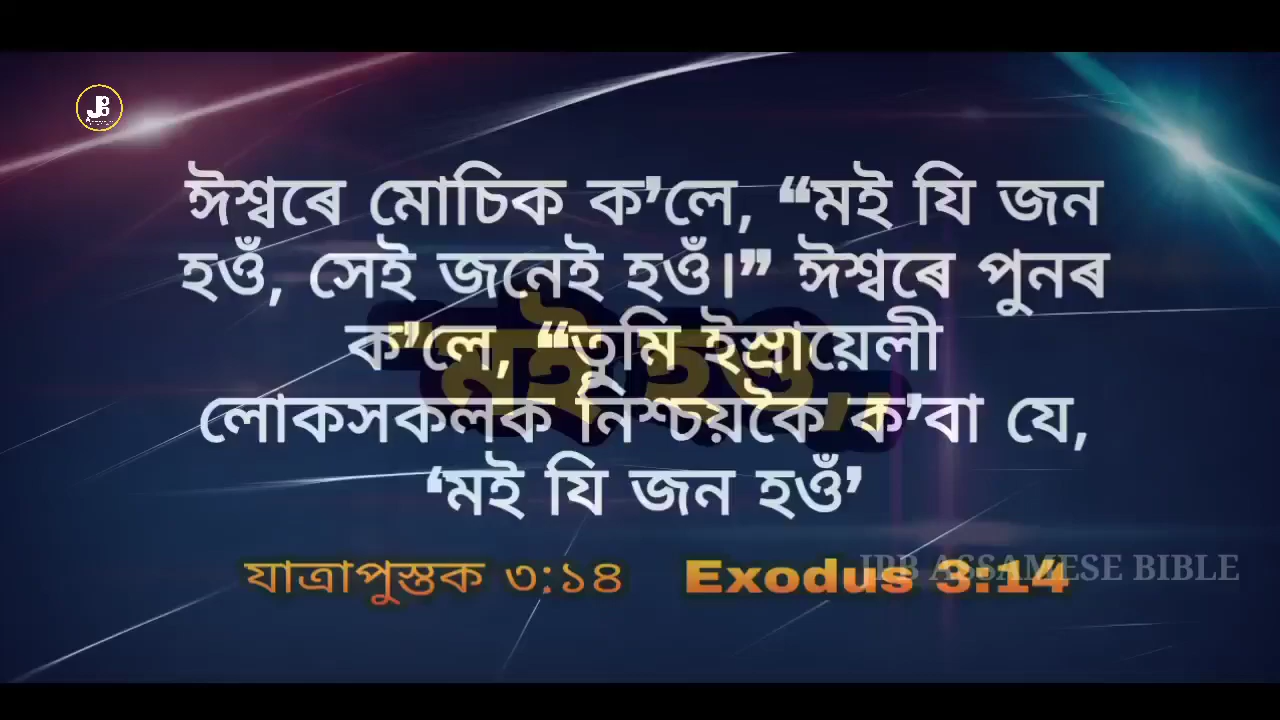 ঈশ্বৰে মোচিক ক’লে, “মই যি জন
হওঁ, সেই জনেই হওঁ।” ঈশ্বৰে পুনৰ
ক’লে, “তুমি ইস্ৰায়েলী
লোকসকলক নিশ্চয়কৈ ক’বা যে,
‘মই যি জন হওঁ’
যাত্ৰাপুস্তক ৩:১৪ Exodus 3:14
JPB ASSAMESE BIBLE